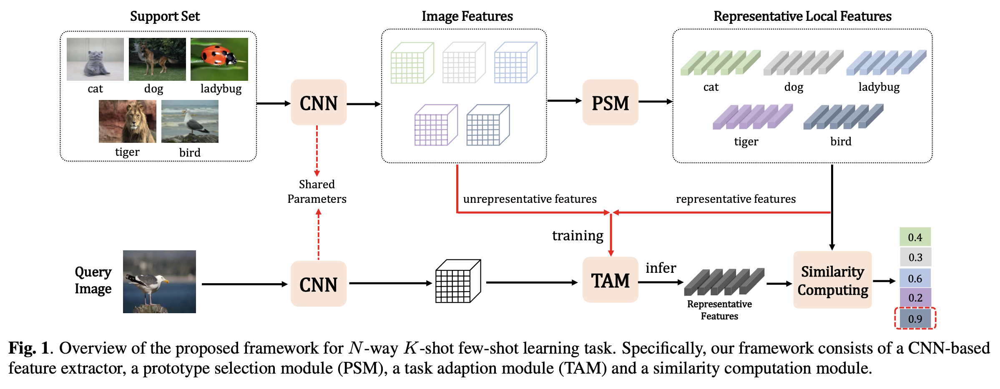 Support Set
Image Features
Representative Local Features
cat
dog
ladybug
tiger
bird
CNN
PSM
cat
dog
ladybug
tiger
bird
Shared
Parameters
unrepresentative features
representative features
training
Query
Image
CNN
TAM
infer
Representative
Features
Similarity
Computing
0.4
0.3
0.6
0.2
0.9
Fig. 1. Overview of the proposed framework for N-way K-shot few-shot learning task. Specifically, our framework consists of a CNN-based
feature extractor, a prototype selection module (PSM), a task adaption module (TAM) and a similarity computation module.